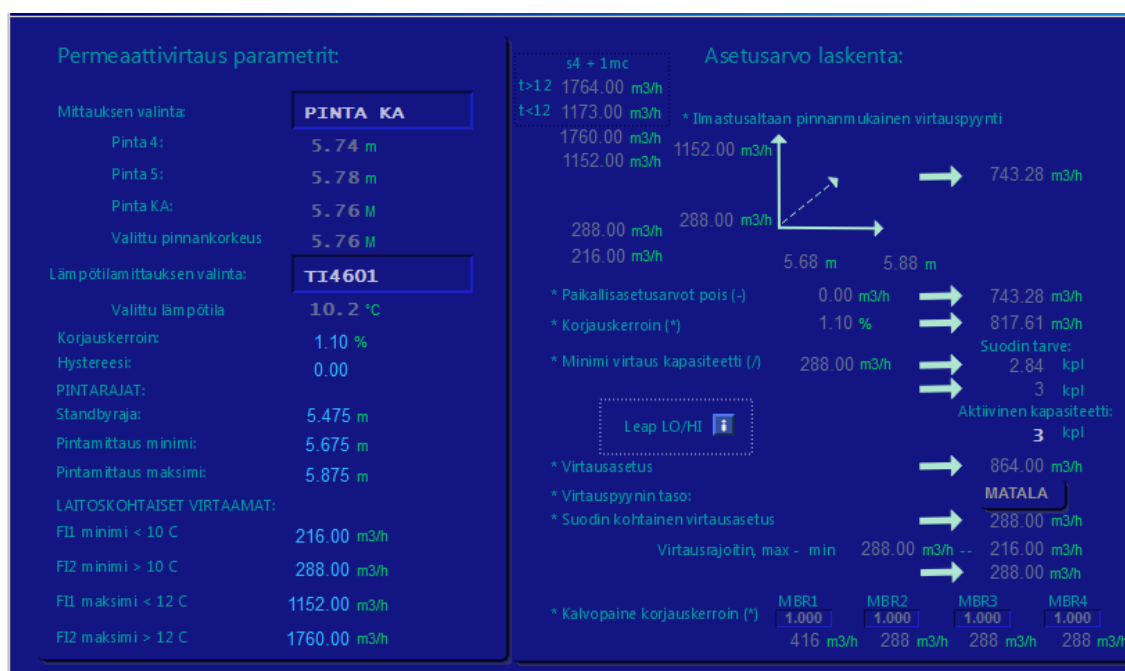 Permeaattivirtaus parametrit:
Mittauksen valinta: PINTA KA
Pinta 4: 5.74 m
Pinta 5: 5.78 m
Pinta KA: 5.76 M
Valittu pinnankorkeus 5.76 M
Lämpötilamittauksen valinta: TI4601
Valittu lämpötila 10.2 °C
Korjauskerroin: 1.10 %
Hystereesi: 0.00
PINTARAJAT:
Standbyraja: 5.475 m
Pintamittaus minimi: 5.675 m
Pintamittaus maksimi: 5.875 m
LAITOSKOHTAISET VIRTAAMAT:
FI1 minimi < 10 C 216.00 m3/h
FI2 minimi > 10 C 288.00 m3/h
FI1 maksimi < 12 C 1152.00 m3/h
FI2 maksimi > 12 C 1760.00 m3/h
Asetusarvo laskenta:
s4 + 1mc
t>12 1764.00 m3/h
t<12 1173.00 m3/h
* Ilmastusaltaan pinnanmukainen virtauspyynti
1760.00 m3/h
1152.00 m3/h
1152.00 m3/h
743.28 m3/h
288.00 m3/h
288.00 m3/h
216.00 m3/h
5.68 m 5.88 m
* Paikallisasetusarvot pois (-) 0.00 m3/h 743.28 m3/h
* Korjauskerroin (*) 1.10 % 817.61 m3/h
Suodin tarve:
* Minimi virtaus kapasiteetti (/) 288.00 m3/h 2.84 kpl
3 kpl
Aktiivinen kapasiteetti:
Leap LO/HI i
3 kpl
* Virtausasetus 864.00 m3/h
* Virtauspyynin taso: MATALA
* Suodin kohtainen virtausasetus 288.00 m3/h
Virtausrajoitin, max - min 288.00 m3/h -- 216.00 m3/h
288.00 m3/h
MBR1 MBR2 MBR3 MBR4
* Kalvopaine korjauskerroin (*) 1.000 1.000 1.000 1.000
416 m3/h 288 m3/h 288 m3/h 288 m3/h